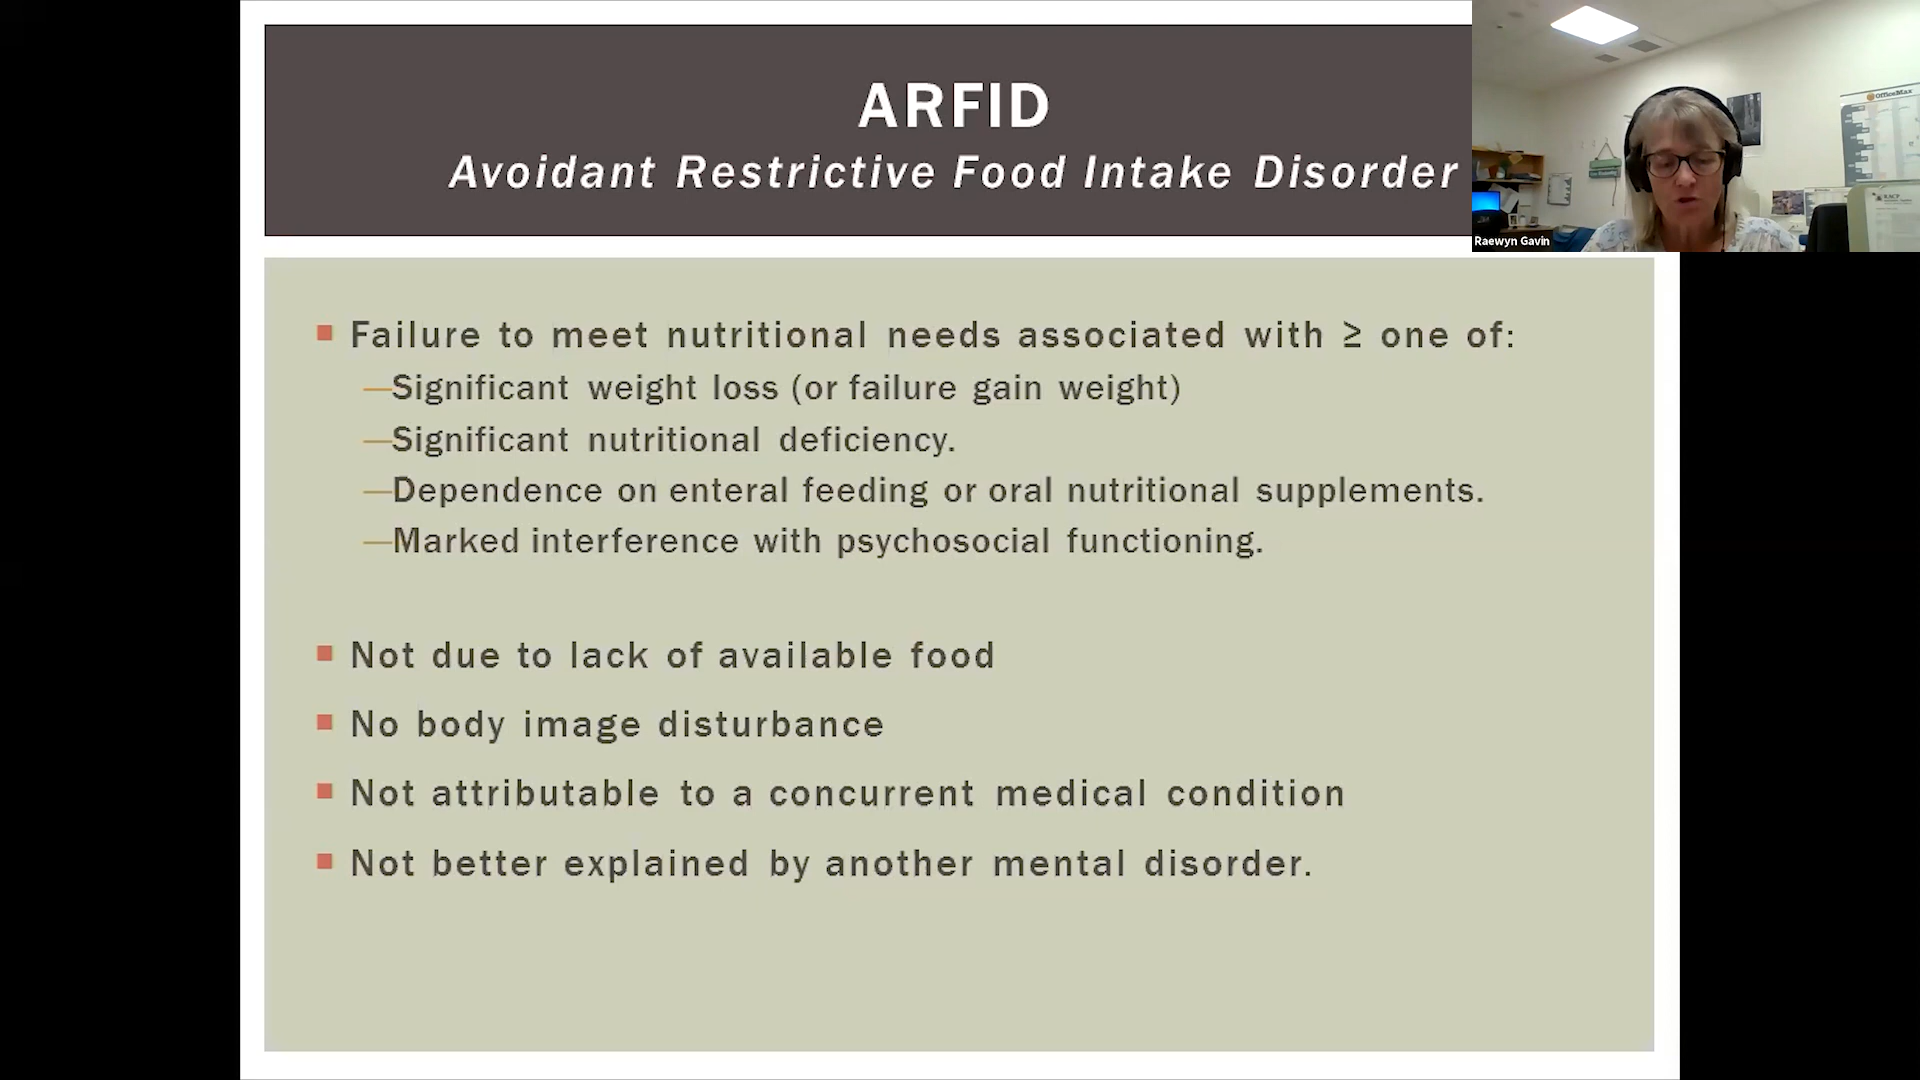 ARFID
Avoidant Restrictive Food Intake Disorder
OfficeMax
RACP
Raewyn Gavin
Failure to meet nutritional needs associated with ≥ one of:
—Significant weight loss (or failure gain weight)
—Significant nutritional deficiency.
—Dependence on enteral feeding or oral nutritional supplements.
—Marked interference with psychosocial functioning.
Not due to lack of available food
No body image disturbance
Not attributable to a concurrent medical condition
Not better explained by another mental disorder.